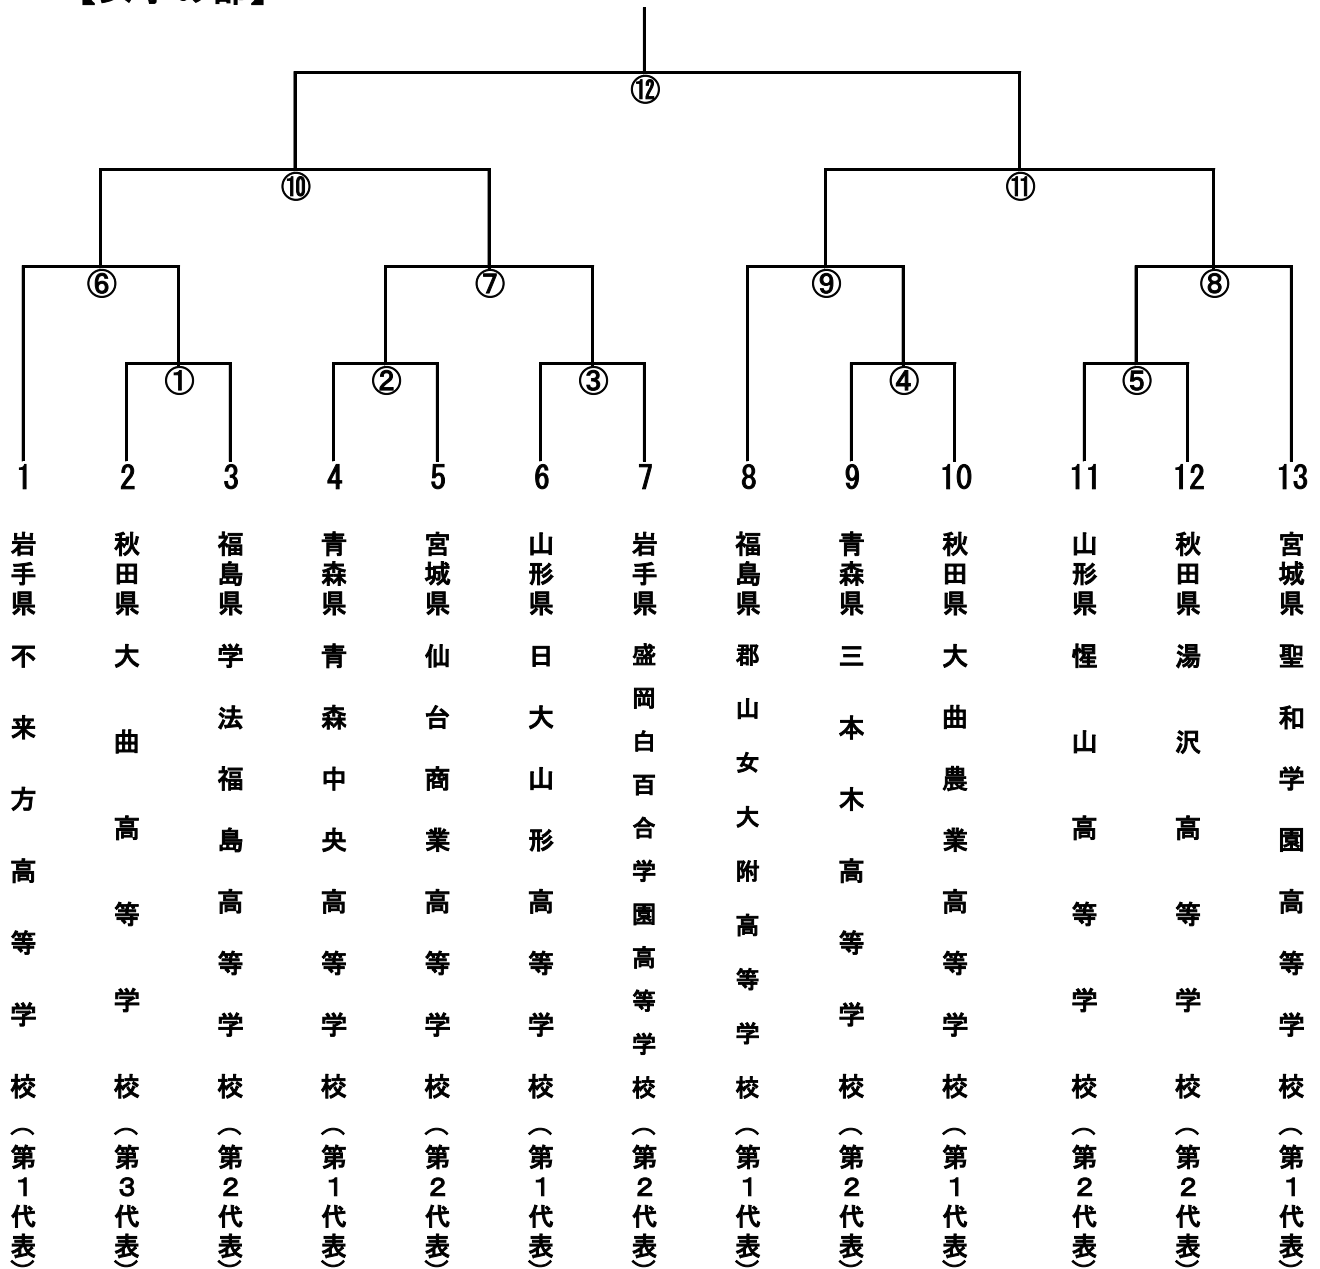 ⑫
⑩ ⑪
⑥ ⑦ ⑨ ⑧
① ② ③ ④ ⑤
1 2 3 4 5 6 7 8 9 10 11 12 13
岩手県 不来方高等学校（第1代表）
秋田県 大曲高等学校（第3代表）
福島県 学法福島高等学校（第2代表）
青森県 青森中央高等学校（第1代表）
宮城県 仙台商業高等学校（第2代表）
山形県 日大山形高等学校（第1代表）
岩手県 盛岡白百合学園高等学校（第2代表）
福島県 郡山女大附高等学校（第1代表）
青森県 三本木高等学校（第2代表）
秋田県 大曲農業高等学校（第1代表）
山形県 惺山高等学校（第2代表）
秋田県 湯沢高等学校（第2代表）
宮城県 聖和学園高等学校（第1代表）